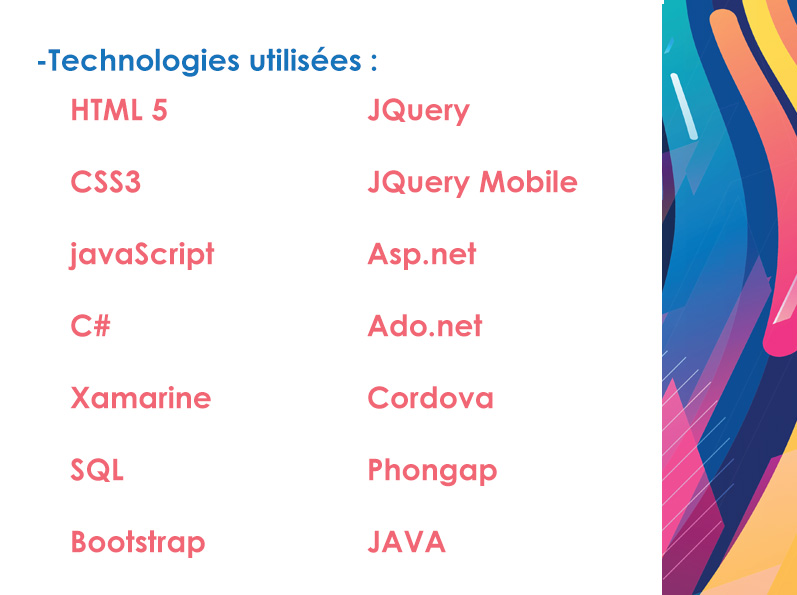 -Technologies utilisées :
HTML 5 JQuery
CSS3 JQuery Mobile
javaScript Asp.net
C# Ado.net
Xamarine Cordova
SQL Phongap
Bootstrap JAVA